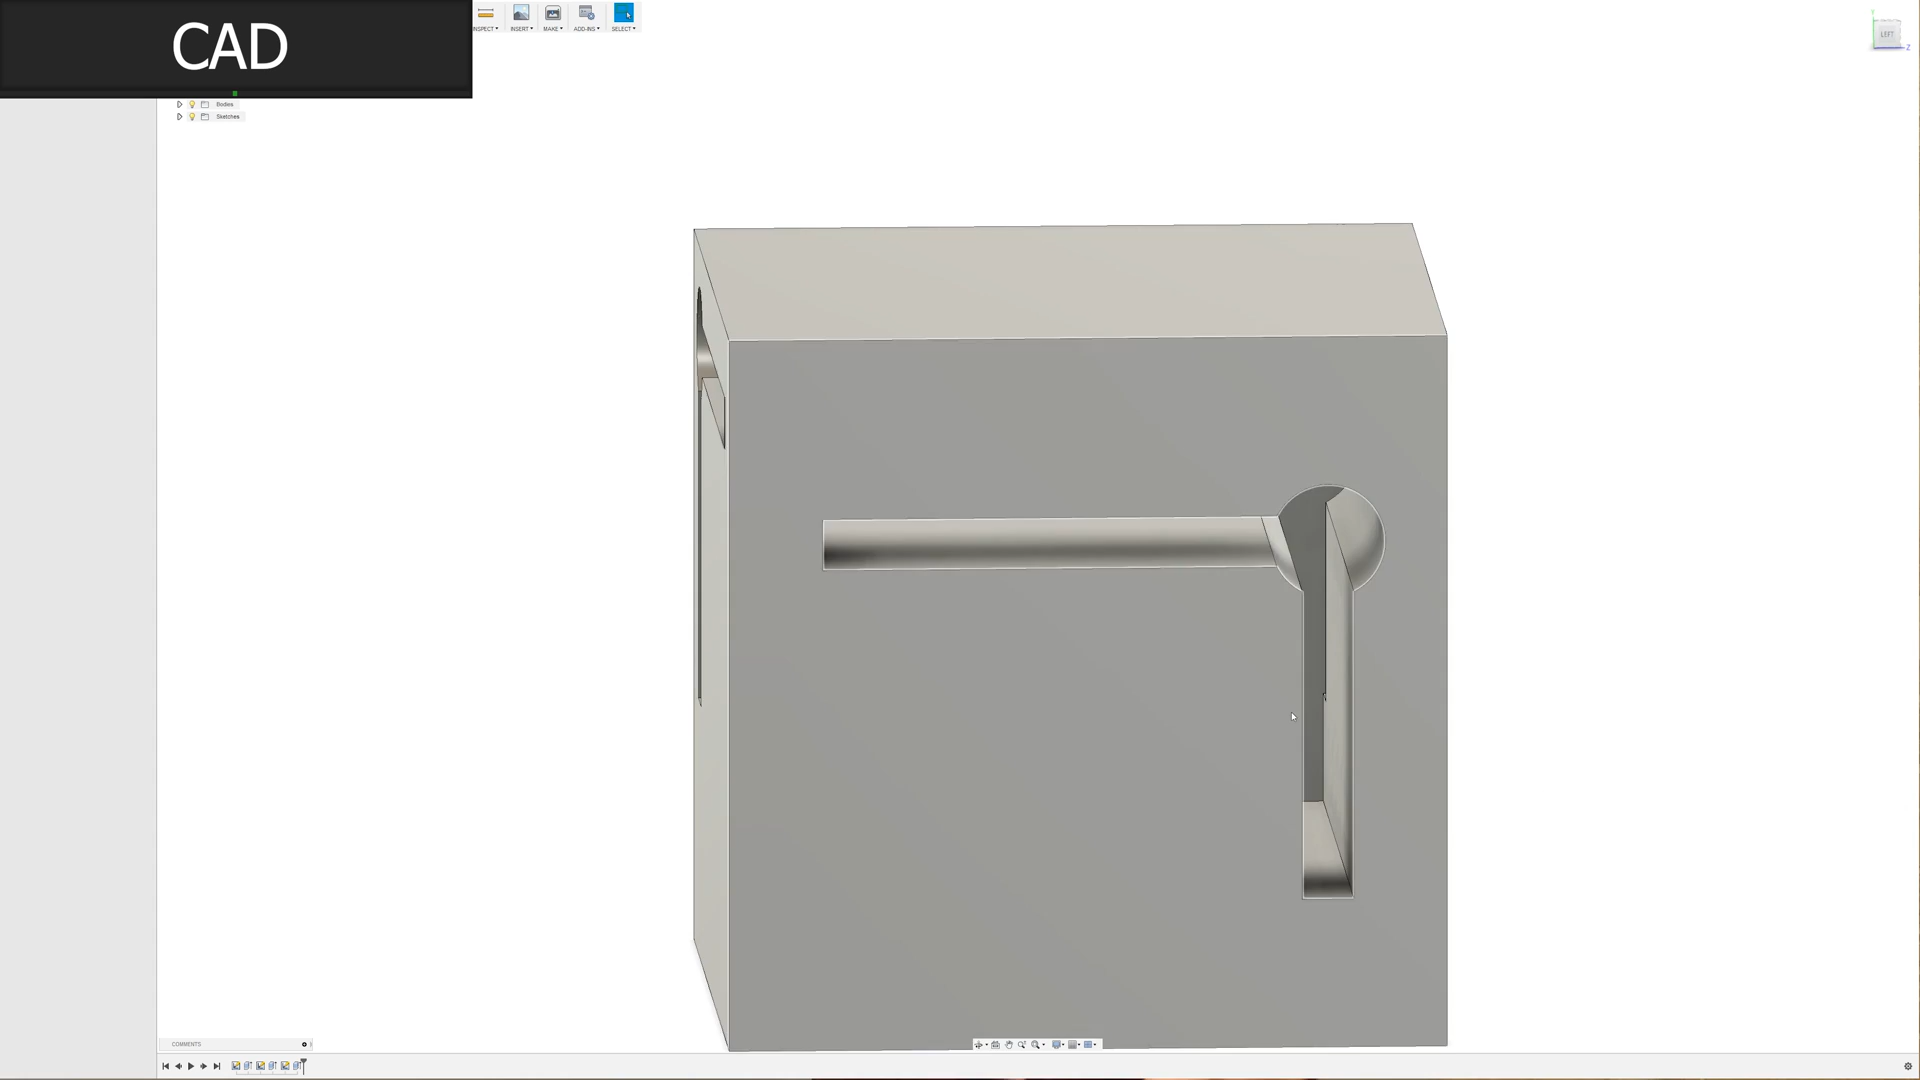 CAD
INSPECT INSERT MAKE ADD-INS SELECT
Y
LEFT
Z
Bodies
Sketches
COMMENTS